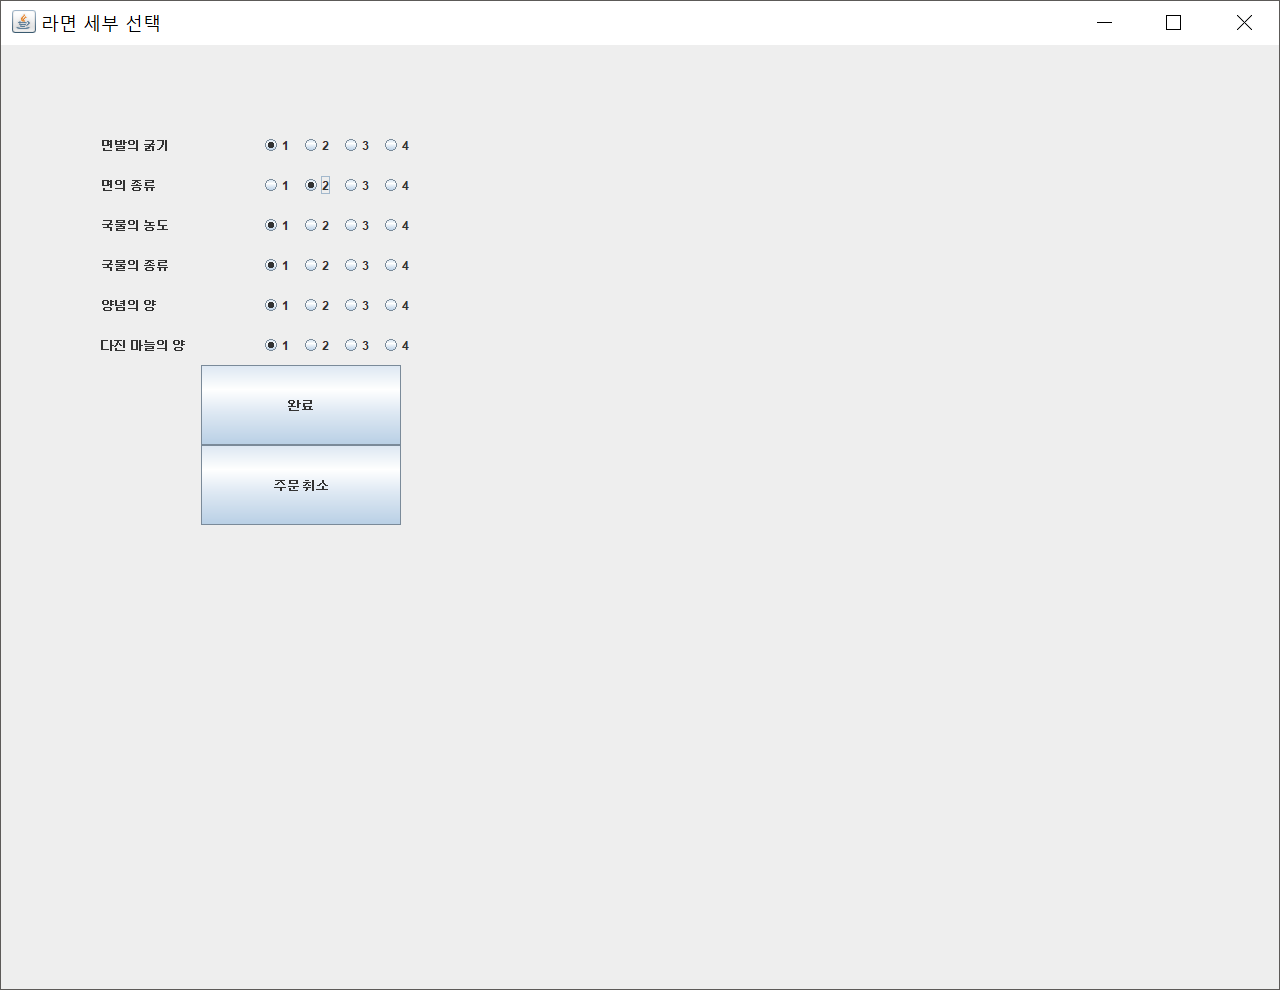 라면 세부 선택
면발의 굵기 1 2 3 4
면의 종류 1 2 3 4
국물의 농도 1 2 3 4
국물의 종류 1 2 3 4
양념의 양 1 2 3 4
다진 마늘의 양 1 2 3 4
완료
주문 취소